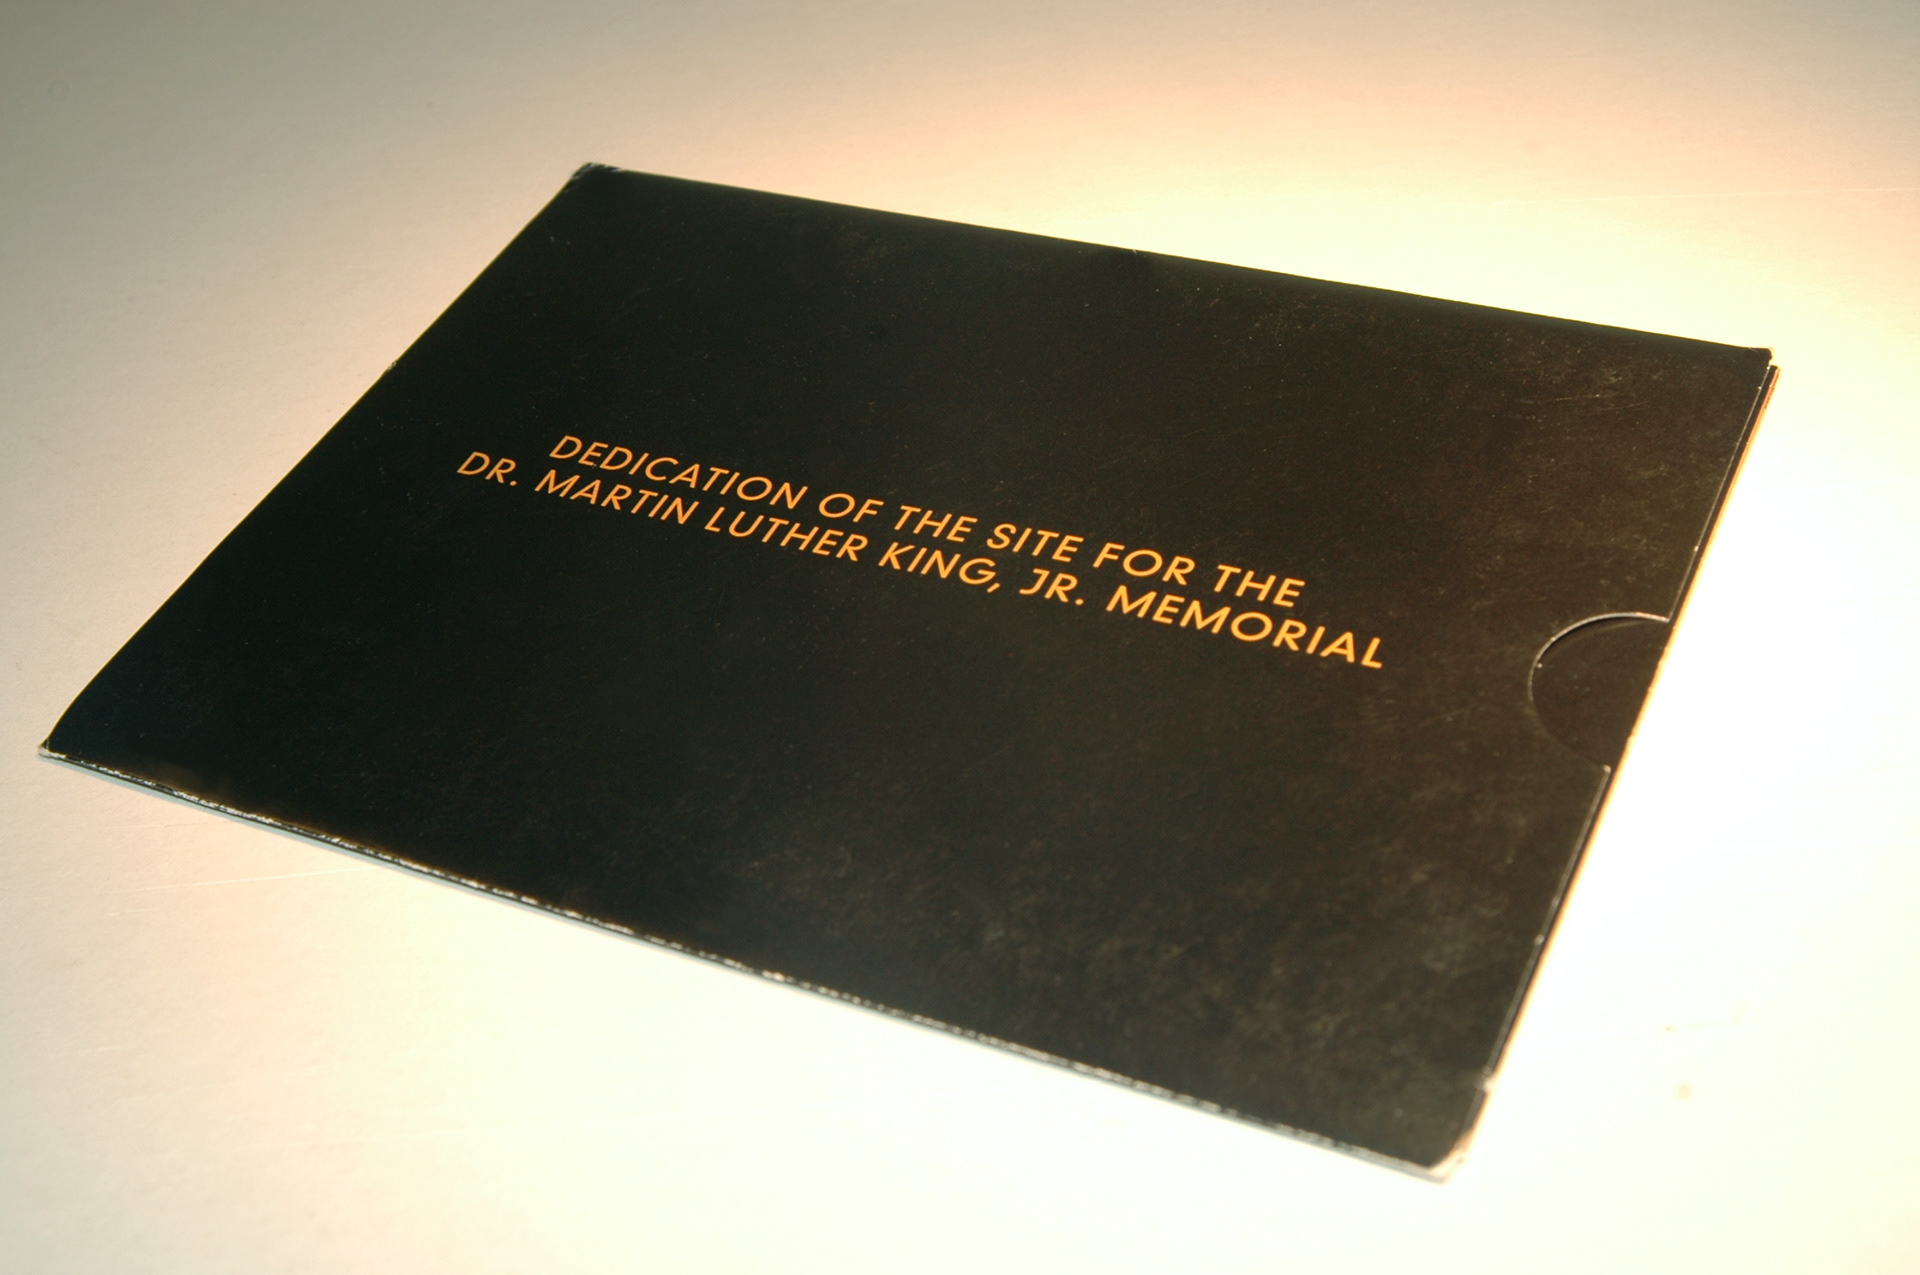 DEDICATION OF THE SITE FOR THE
DR. MARTIN LUTHER KING, JR. MEMORIAL